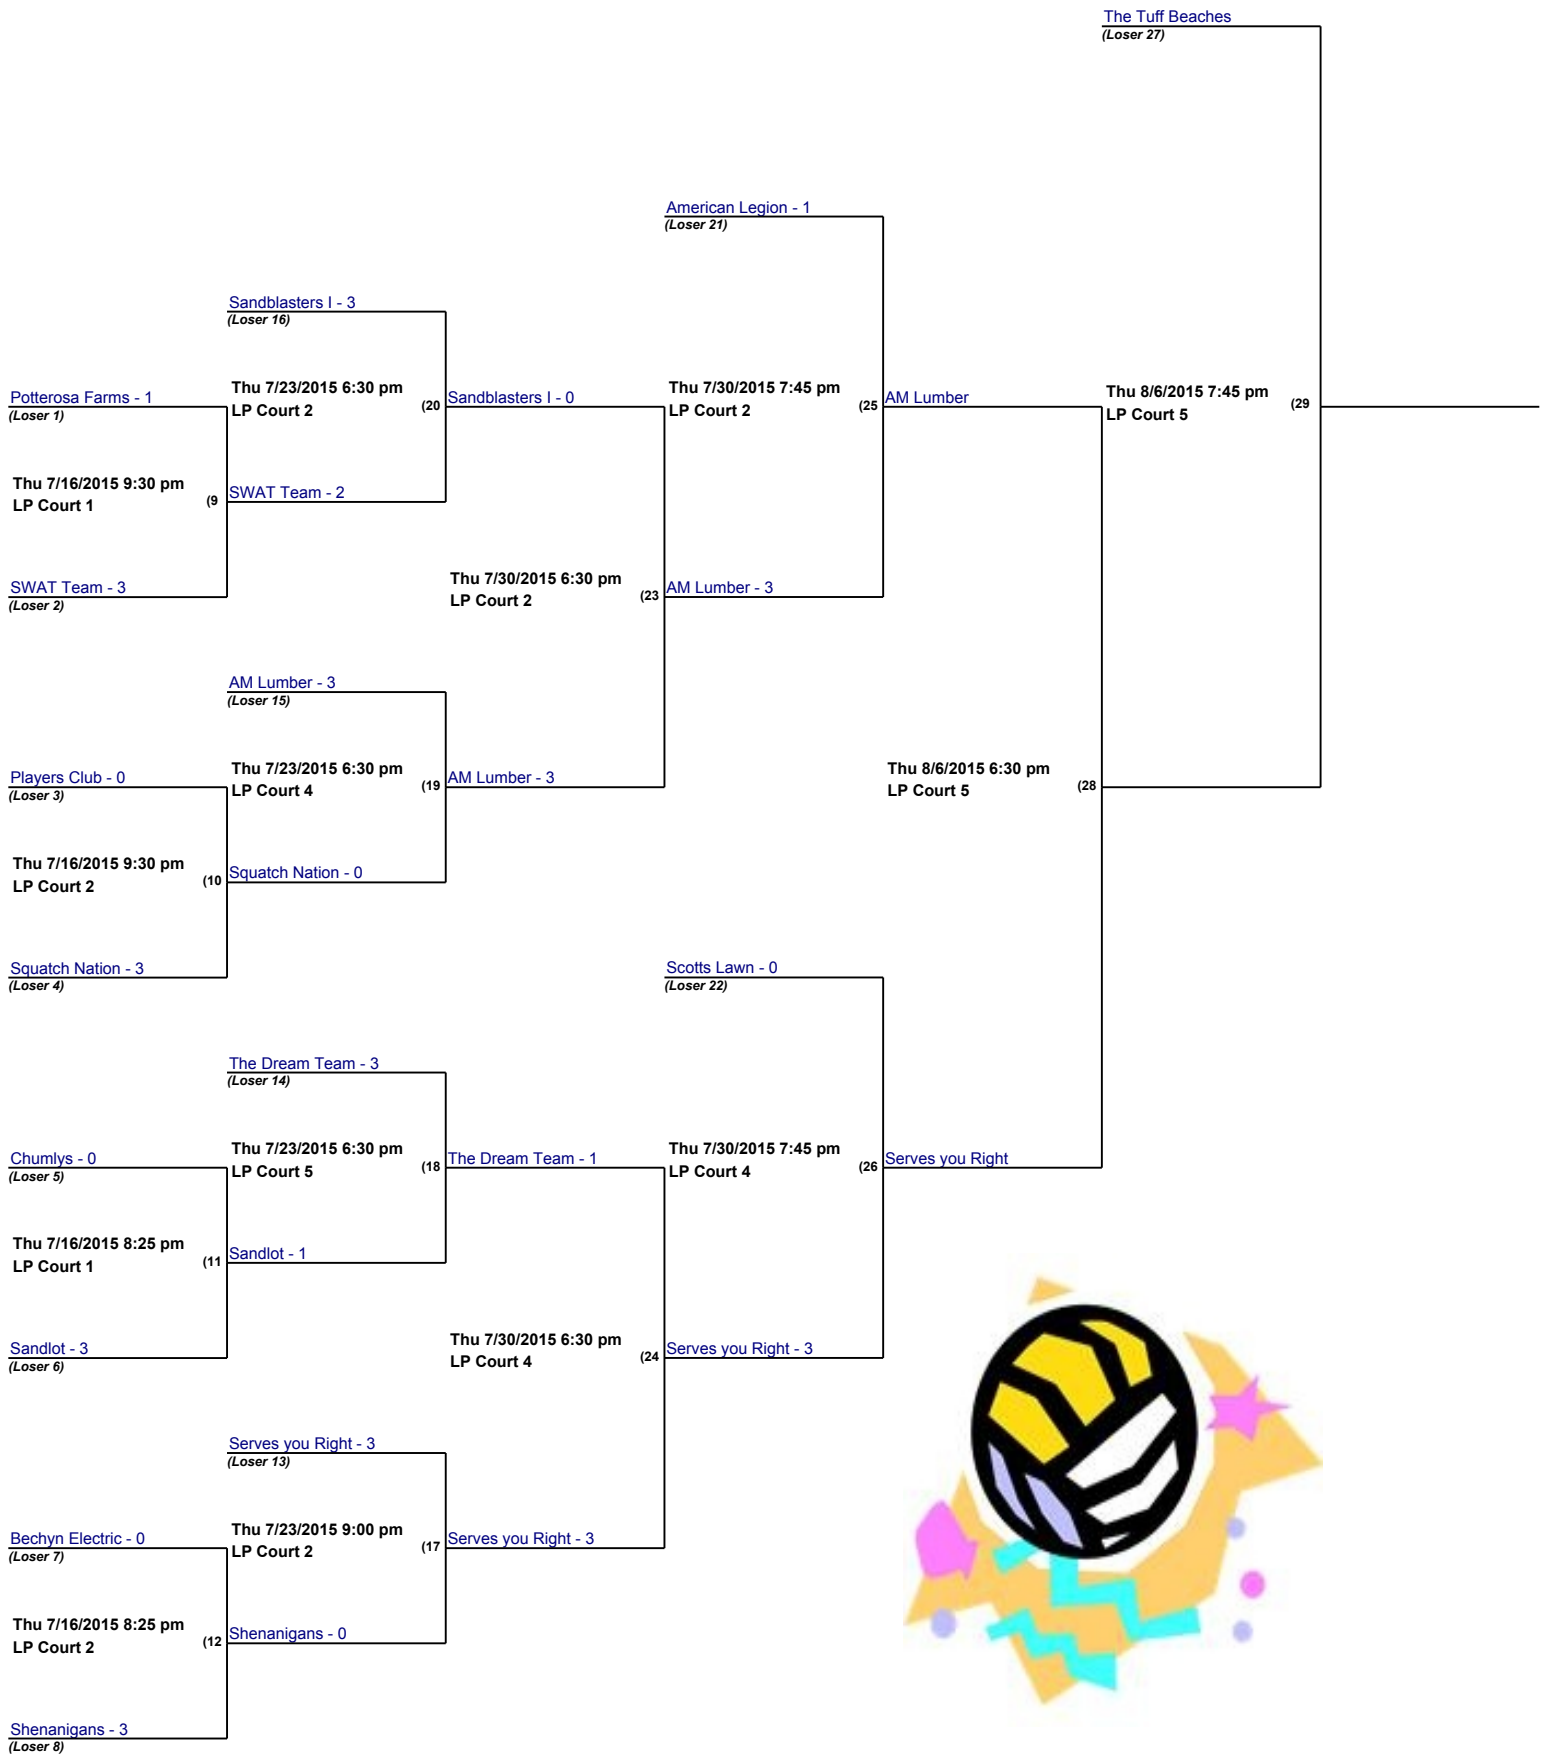 The Tuff Beaches
(Loser 27)
American Legion - 1
(Loser 21)
Sandblasters I - 3
(Loser 16)
Thu 7/23/2015 6:30 pm
LP Court 2
(20
Potterosa Farms - 1
(Loser 1)
Sandblasters I - 0
Thu 7/30/2015 7:45 pm
LP Court 2
(25
AM Lumber
Thu 8/6/2015 7:45 pm
LP Court 5
(29
Thu 7/16/2015 9:30 pm
LP Court 1
(9
SWAT Team - 2
SWAT Team - 3
(Loser 2)
Thu 7/30/2015 6:30 pm
LP Court 2
(23
AM Lumber - 3
AM Lumber - 3
(Loser 15)
Players Club - 0
(Loser 3)
Thu 7/23/2015 6:30 pm
LP Court 4
(19
AM Lumber - 3
Thu 8/6/2015 6:30 pm
LP Court 5
(28
Thu 7/16/2015 9:30 pm
LP Court 2
(10
Squatch Nation - 0
Squatch Nation - 3
(Loser 4)
Scotts Lawn - 0
(Loser 22)
The Dream Team - 3
(Loser 14)
Chumlys - 0
(Loser 5)
Thu 7/23/2015 6:30 pm
LP Court 5
(18
The Dream Team - 1
Thu 7/30/2015 7:45 pm
LP Court 4
(26
Serves you Right
Thu 7/16/2015 8:25 pm
LP Court 1
(11
Sandlot - 1
Sandlot - 3
(Loser 6)
Thu 7/30/2015 6:30 pm
LP Court 4
(24
Serves you Right - 3
Serves you Right - 3
(Loser 13)
Bechyn Electric - 0
(Loser 7)
Thu 7/23/2015 9:00 pm
LP Court 2
(17
Serves you Right - 3
Thu 7/16/2015 8:25 pm
LP Court 2
(12
Shenanigans - 0
Shenanigans - 3
(Loser 8)